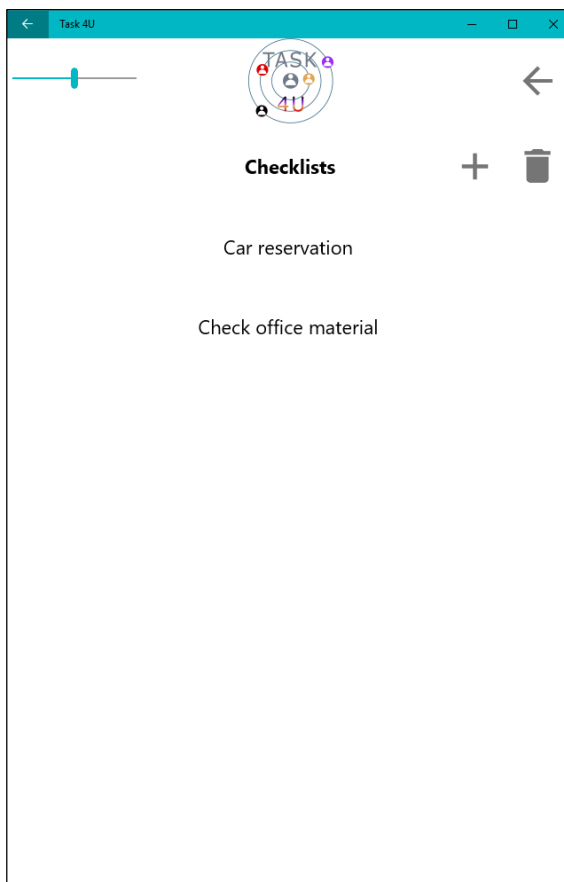 Task 4U
TASK
4U
Checklists
Car reservation
Check office material